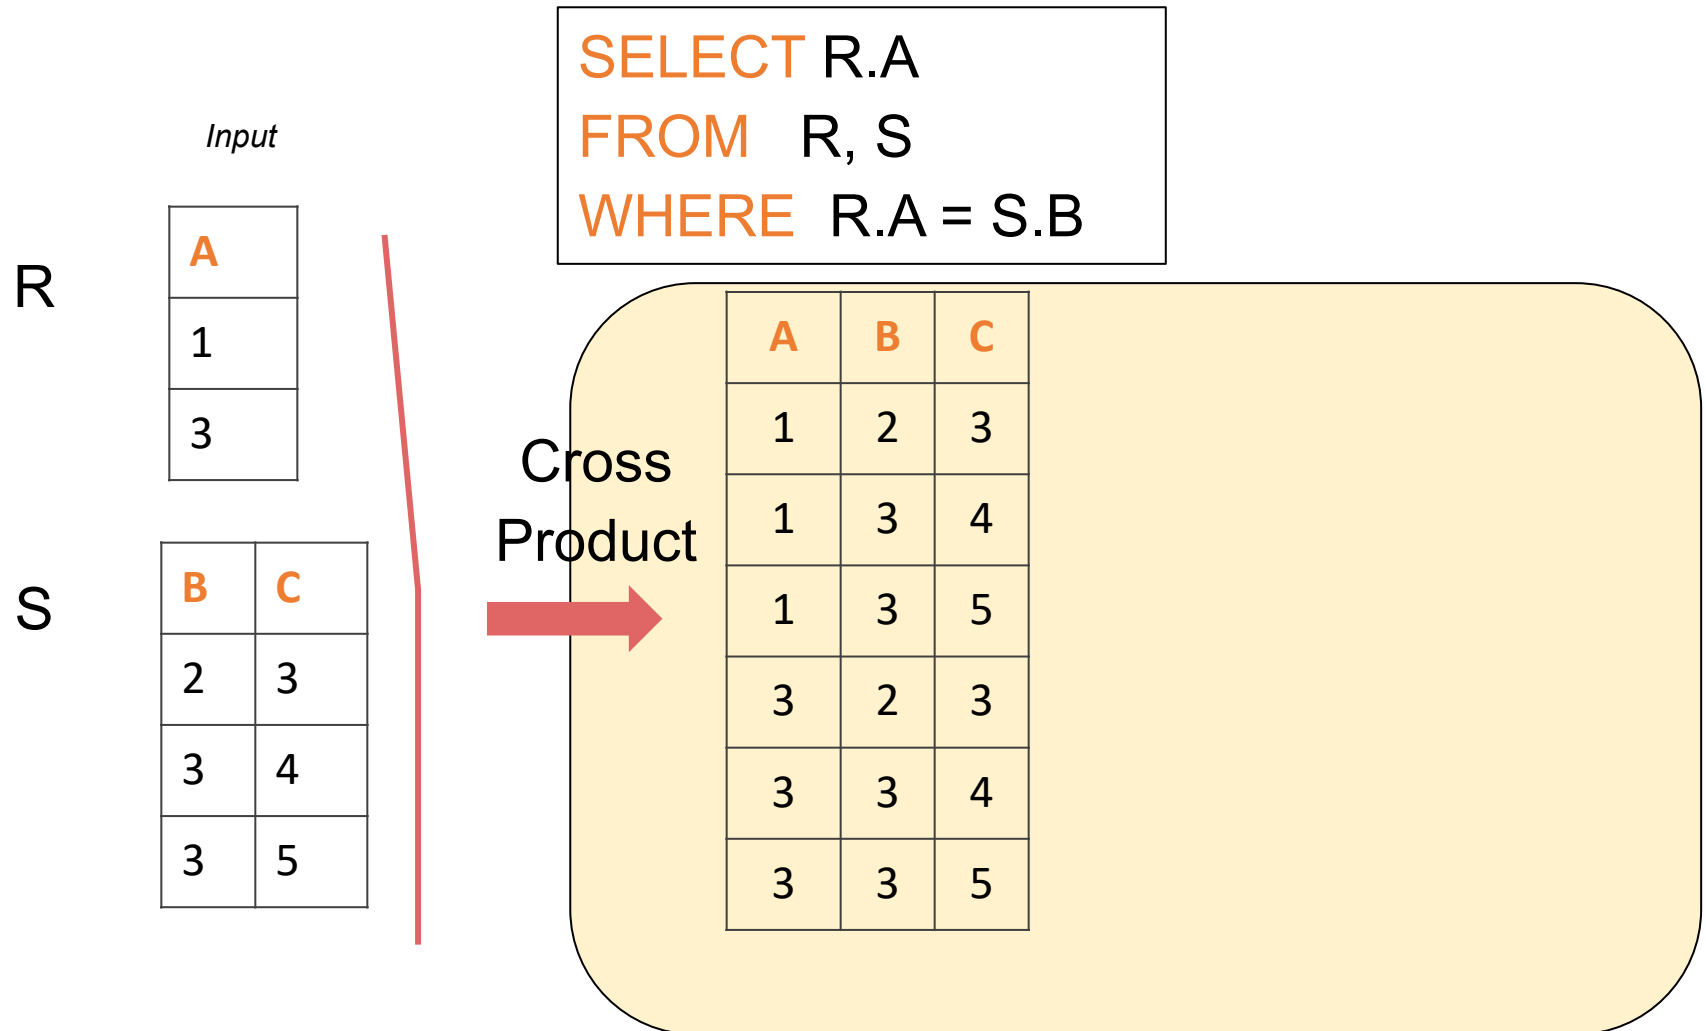 SELECT R.A
FROM R, S
WHERE R.A = S.B
Input
R
A
1
3
S
B C
2 3
3 4
3 5
Cross
Product
A B C
1 2 3
1 3 4
1 3 5
3 2 3
3 3 4
3 3 5